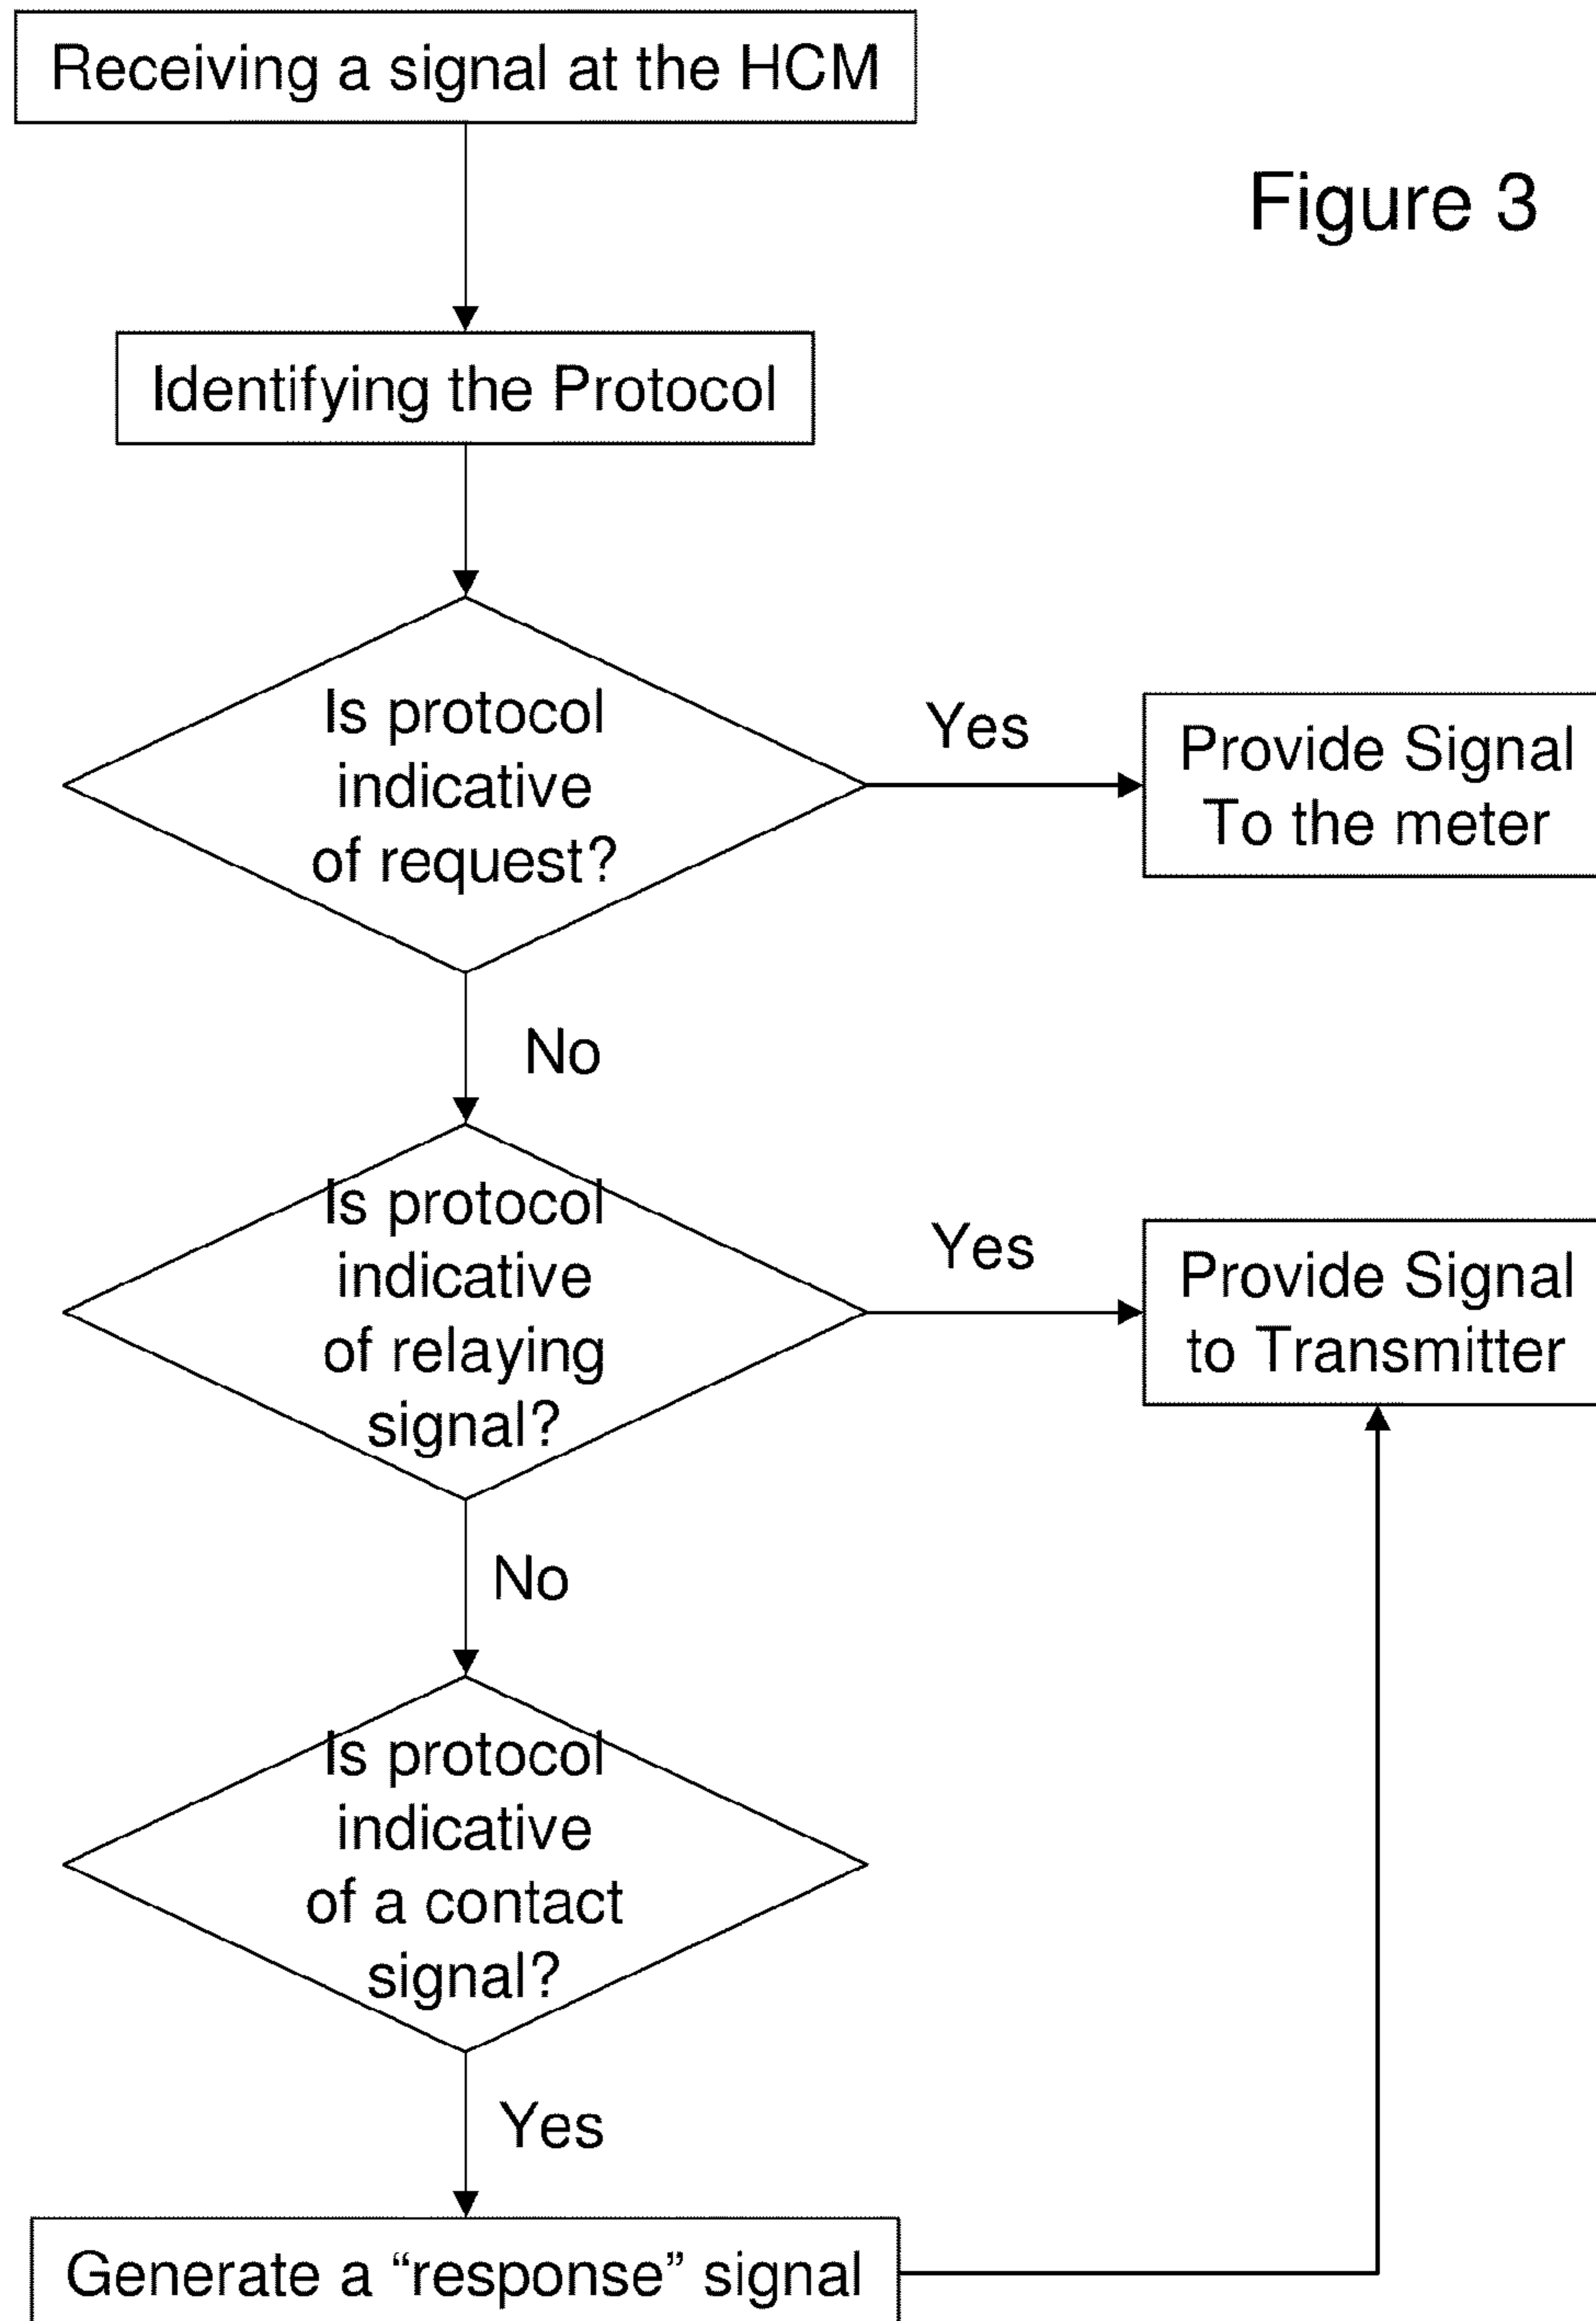 Receiving a signal at the HCM
Figure 3
Identifying the Protocol
Is protocol
indicative
of request?
Yes
Provide Signal
To the meter
No
Is protocol
indicative
of relaying
signal?
Yes
Provide Signal
to Transmitter
No
Is protocol
indicative
of a contact
signal?
Yes
Generate a “response” signal